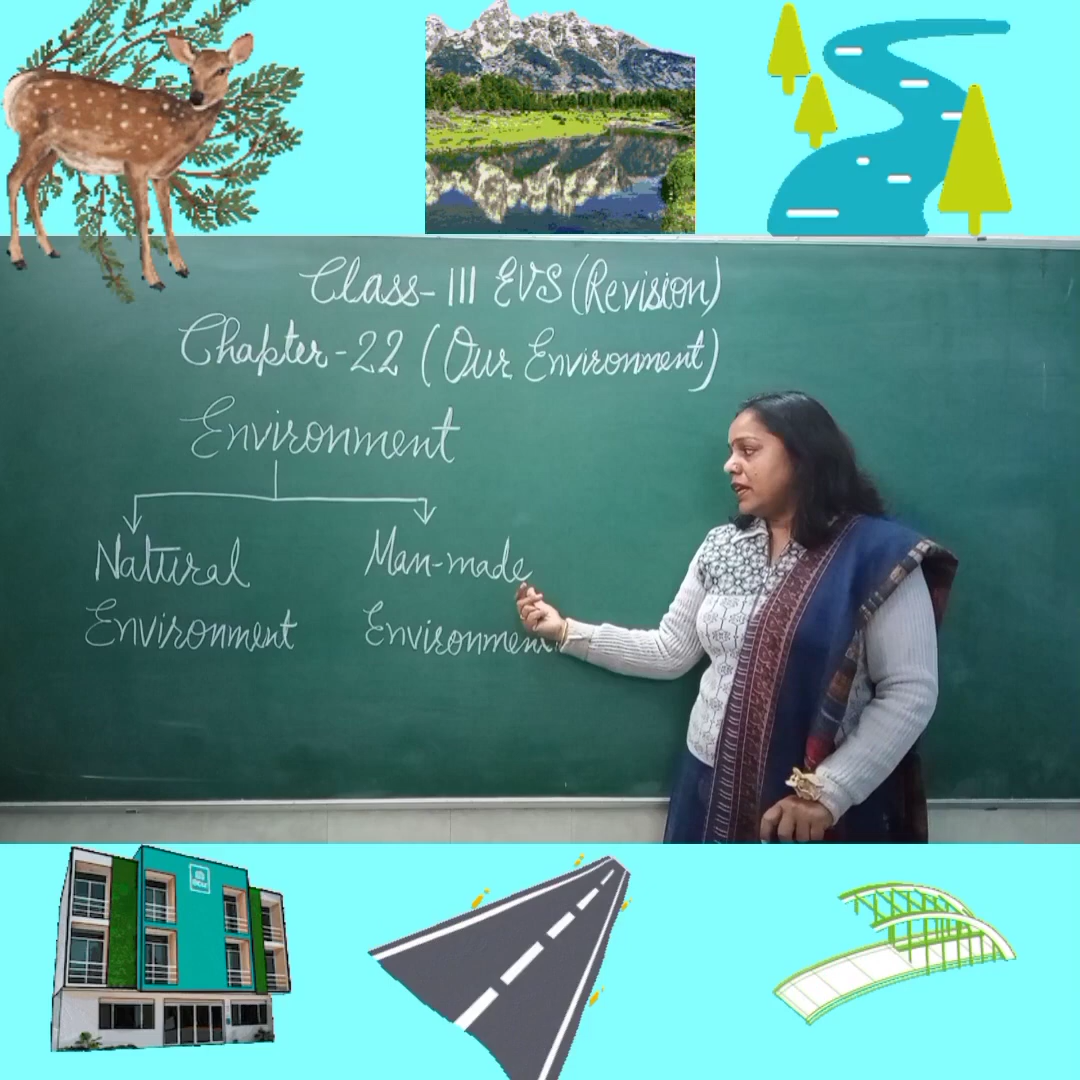 Class-III EVS (Revision)
Chapter-22 (Our Environment)
Environment
Natural Man-made
Environment Environment